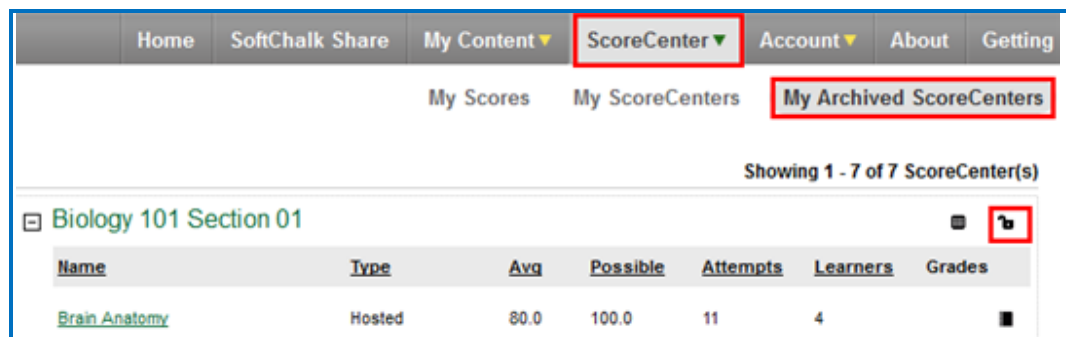 Home SoftChalk Share My Content ScoreCenter Account About Getting
My Scores My ScoreCenters My Archived ScoreCenters
Showing 1 - 7 of 7 ScoreCenter(s)
Biology 101 Section 01
Name Type Avg Possible Attempts Learners Grades
Brain Anatomy Hosted 80.0 100.0 11 4